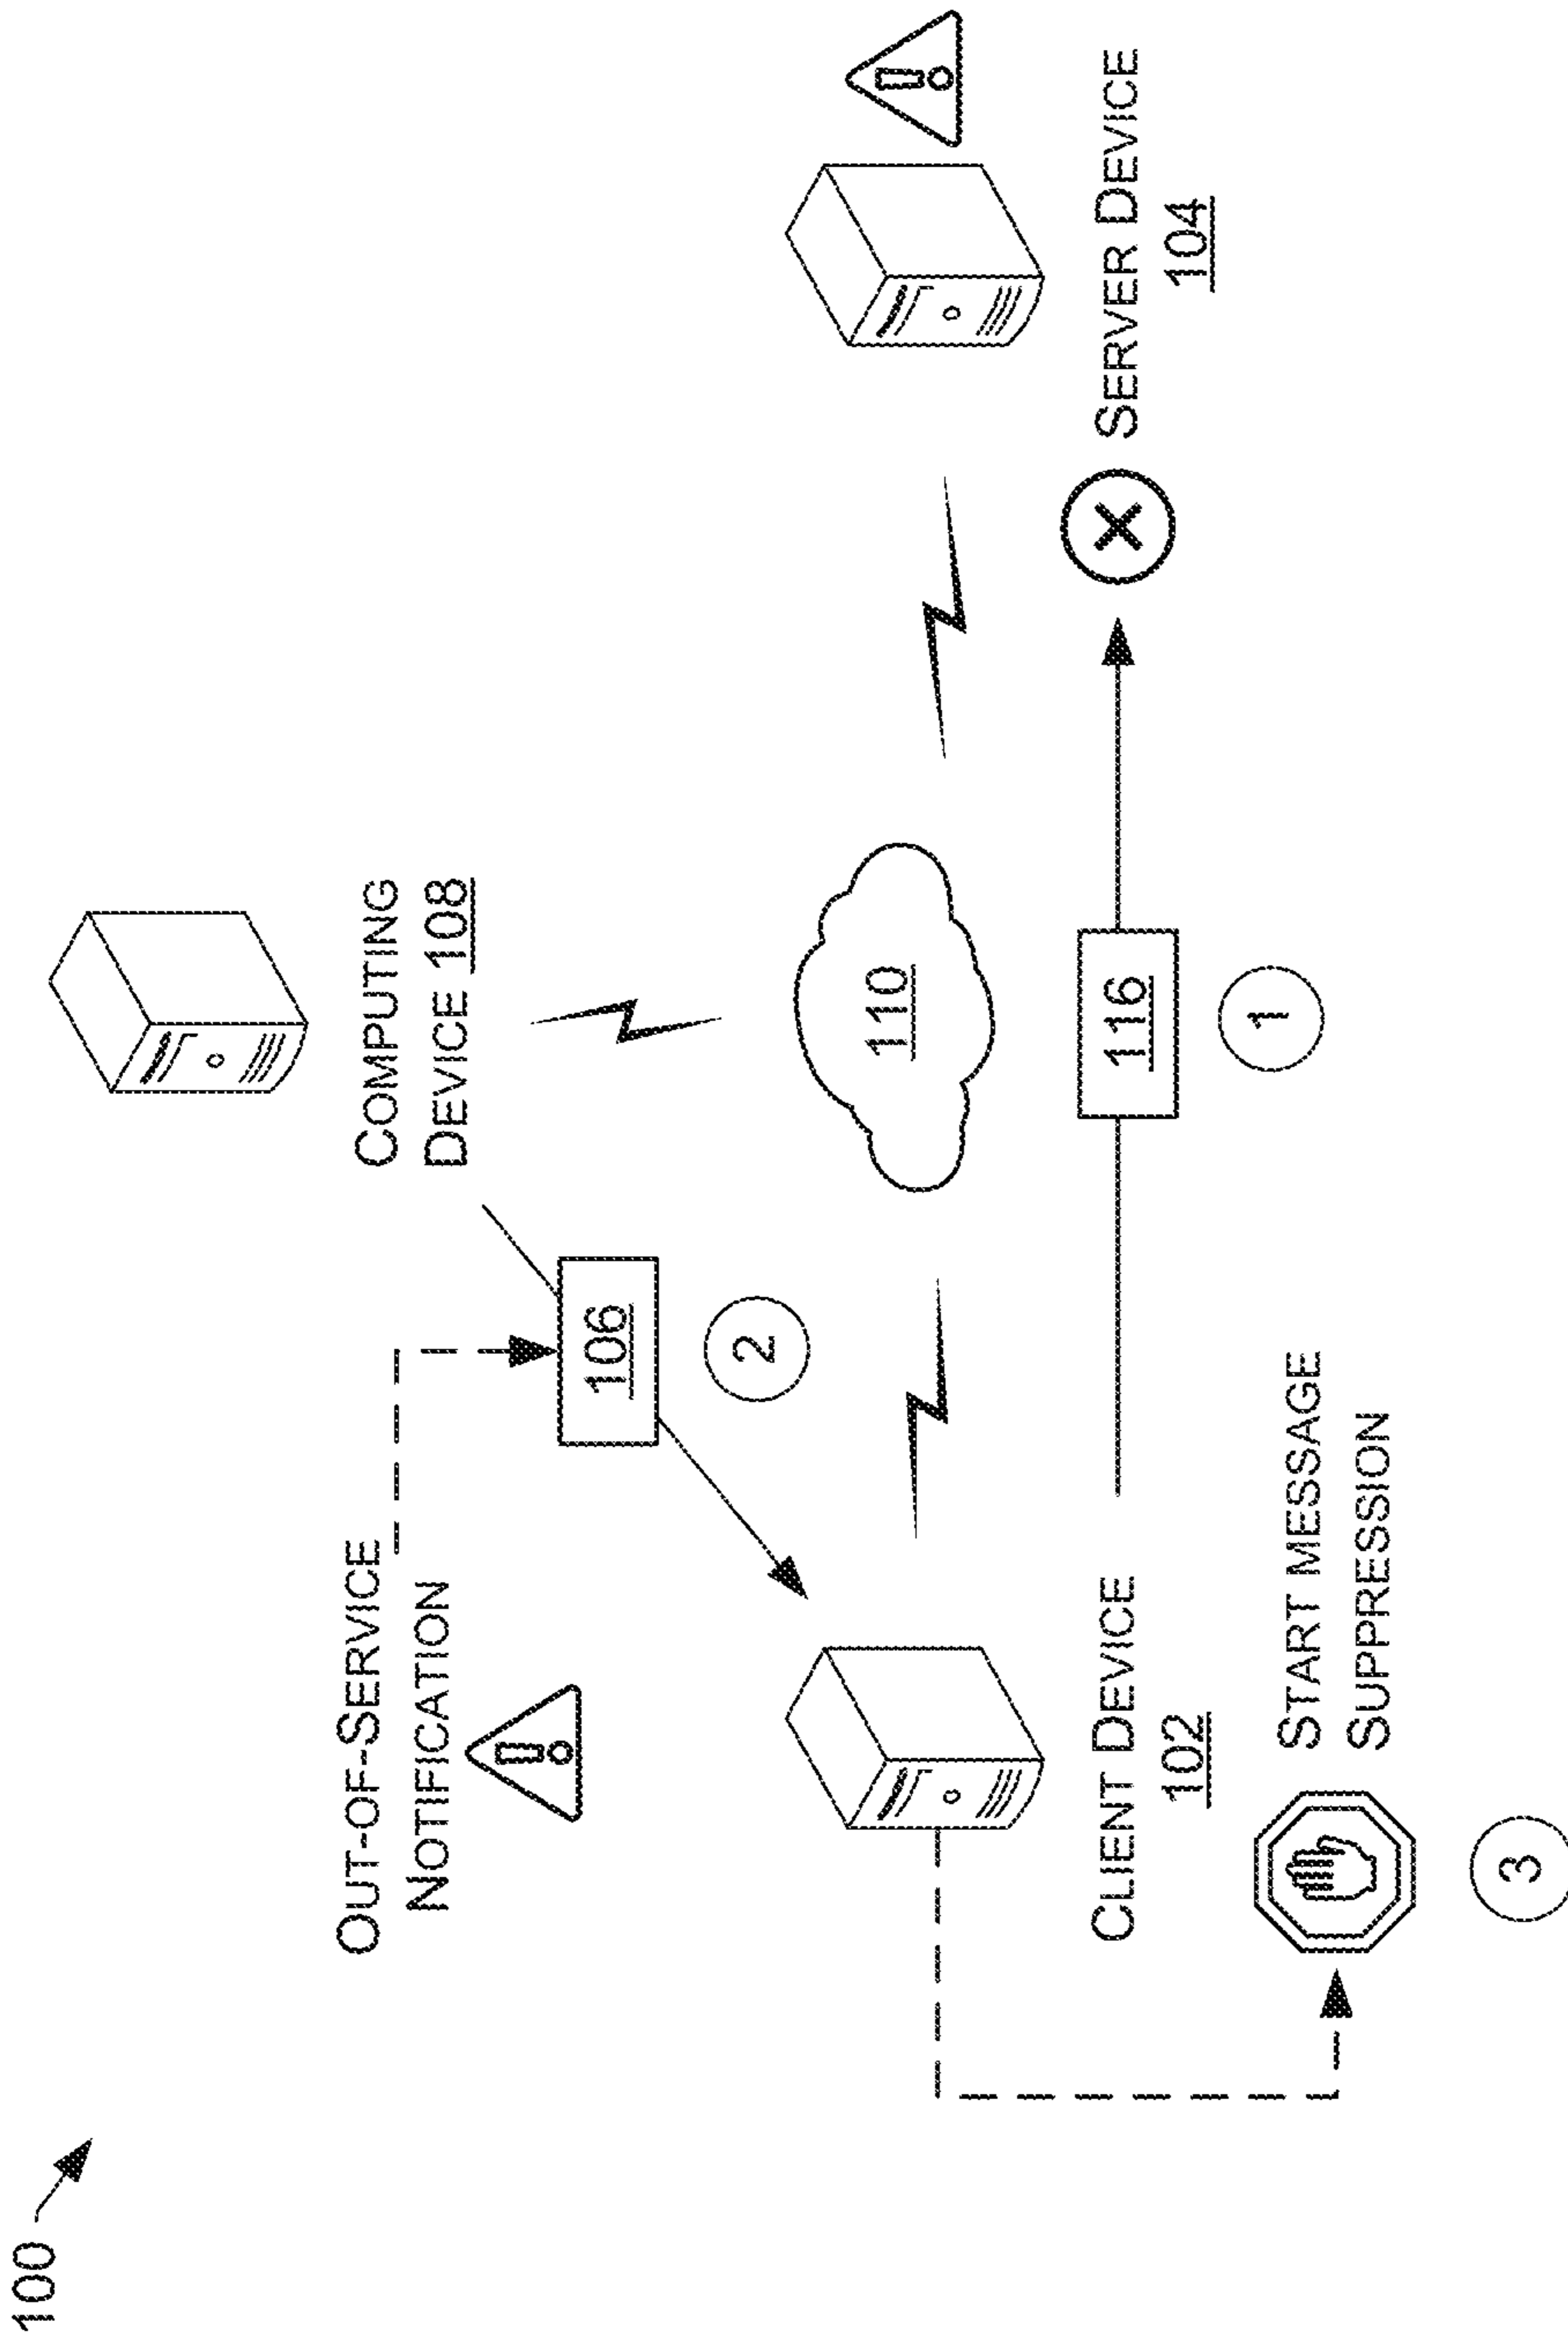 100
COMPUTING
DEVICE 108
OUT-OF-SERVICE
NOTIFICATION
106
2
110
CLIENT DEVICE
102
116
1
SERVER DEVICE
104
START MESSAGE
SUPPRESSION
3